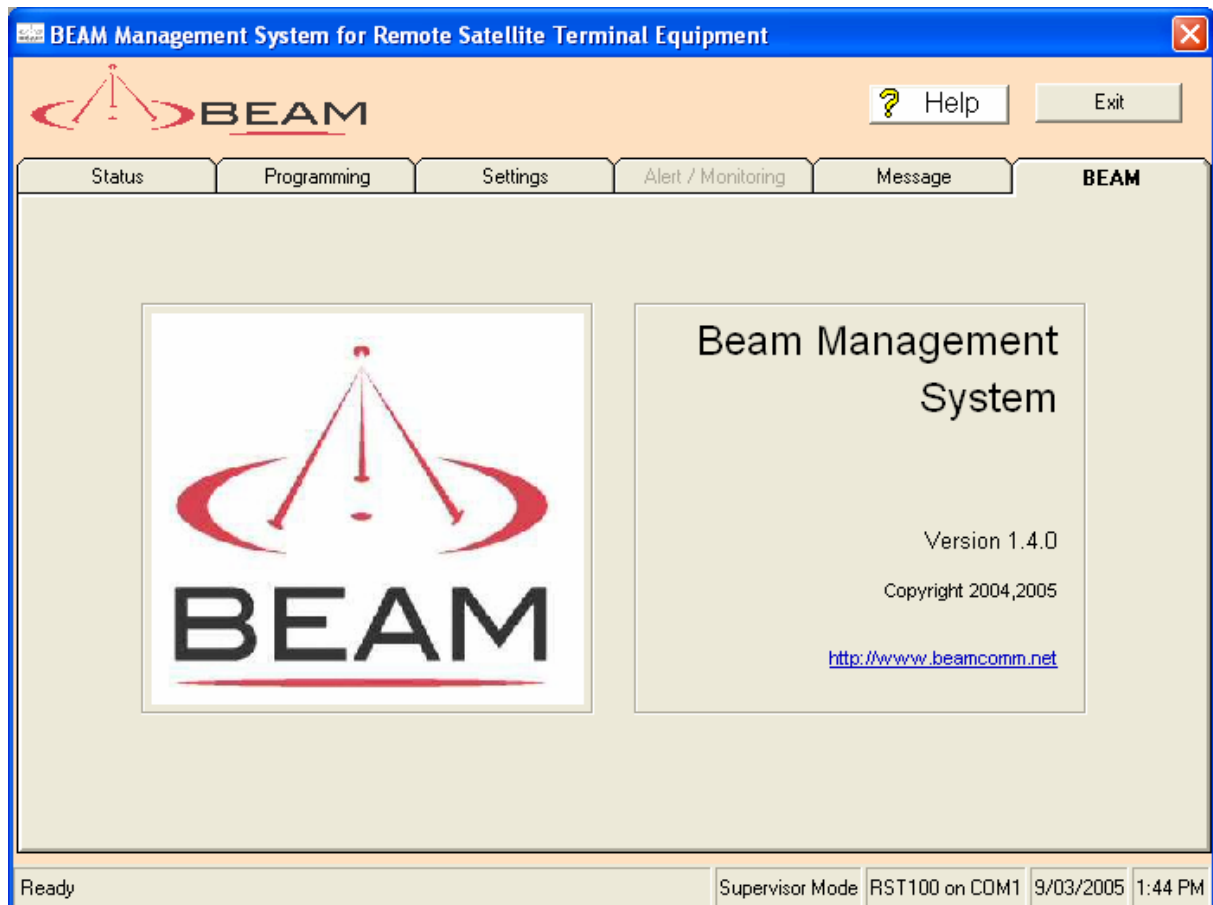 BEAM Management System for Remote Satellite Terminal Equipment
BEAM
? Help
Exit
Status
Programming
Settings
Alert / Monitoring
Message
BEAM
BEAM
Beam Management
System
Version 1.4.0
Copyright 2004,2005
http://www.beamcomm.net
Ready
Supervisor Mode
RST100 on COM1
9/03/2005
1:44 PM